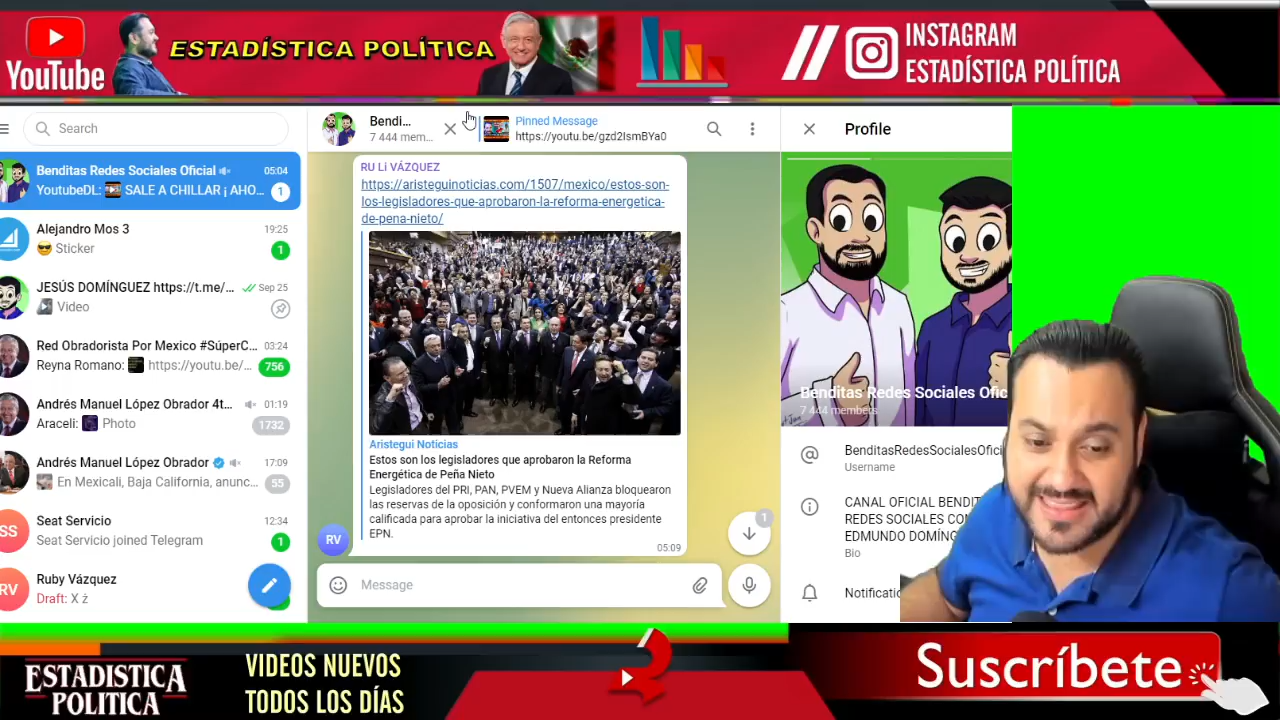 YouTube
ESTADÍSTICA POLÍTICA
INSTAGRAM
ESTADÍSTICA POLÍTICA
Search
Benditas Redes Sociales Oficial
05:04
YoutubeDL: SALE A CHILLAR ¡ AHO...
1
Alejandro Mos 3
19:25
😎 Sticker
1
JESÚS DOMÍNGUEZ https://t.me/...
Sep 25
Video
Red Obradorista Por Mexico #SúperC...
03:24
Reyna Romano: https://youtu.be/...
756
Andrés Manuel López Obrador 4t...
01:19
Araceli: Photo
1732
Andrés Manuel López Obrador
17:09
En Mexicali, Baja California, anunc...
55
SS
Seat Servicio
12:34
Seat Servicio joined Telegram
1
RV
Ruby Vázquez
Draft: X ż
Bendi...
7 444 mem...
Pinned Message
https://youtu.be/gzd2IsmBYa0
RU Li VÁZQUEZ
https://aristeguinoticias.com/1507/mexico/estos-son-
los-legisladores-que-aprobaron-la-reforma-energetica-
de-pena-nieto/
Aristegui Noticias
Estos son los legisladores que aprobaron la Reforma
Energética de Peña Nieto
Legisladores del PRI, PAN, PVEM y Nueva Alianza bloquearon
las reservas de la oposición y conformaron una mayoría
calificada para aprobar la iniciativa del entonces presidente
EPN.
05:09
RV
1
Message
Profile
Benditas Redes Sociales Ofic
7 444 members
BenditasRedesSocialesOfici
Username
CANAL OFICIAL BENDIT
REDES SOCIALES CO
EDMUNDO DOMÍNG
Bio
Notificatio
ESTADISTICA
POLÍTICA
VIDEOS NUEVOS
TODOS LOS DÍAS
Suscríbete